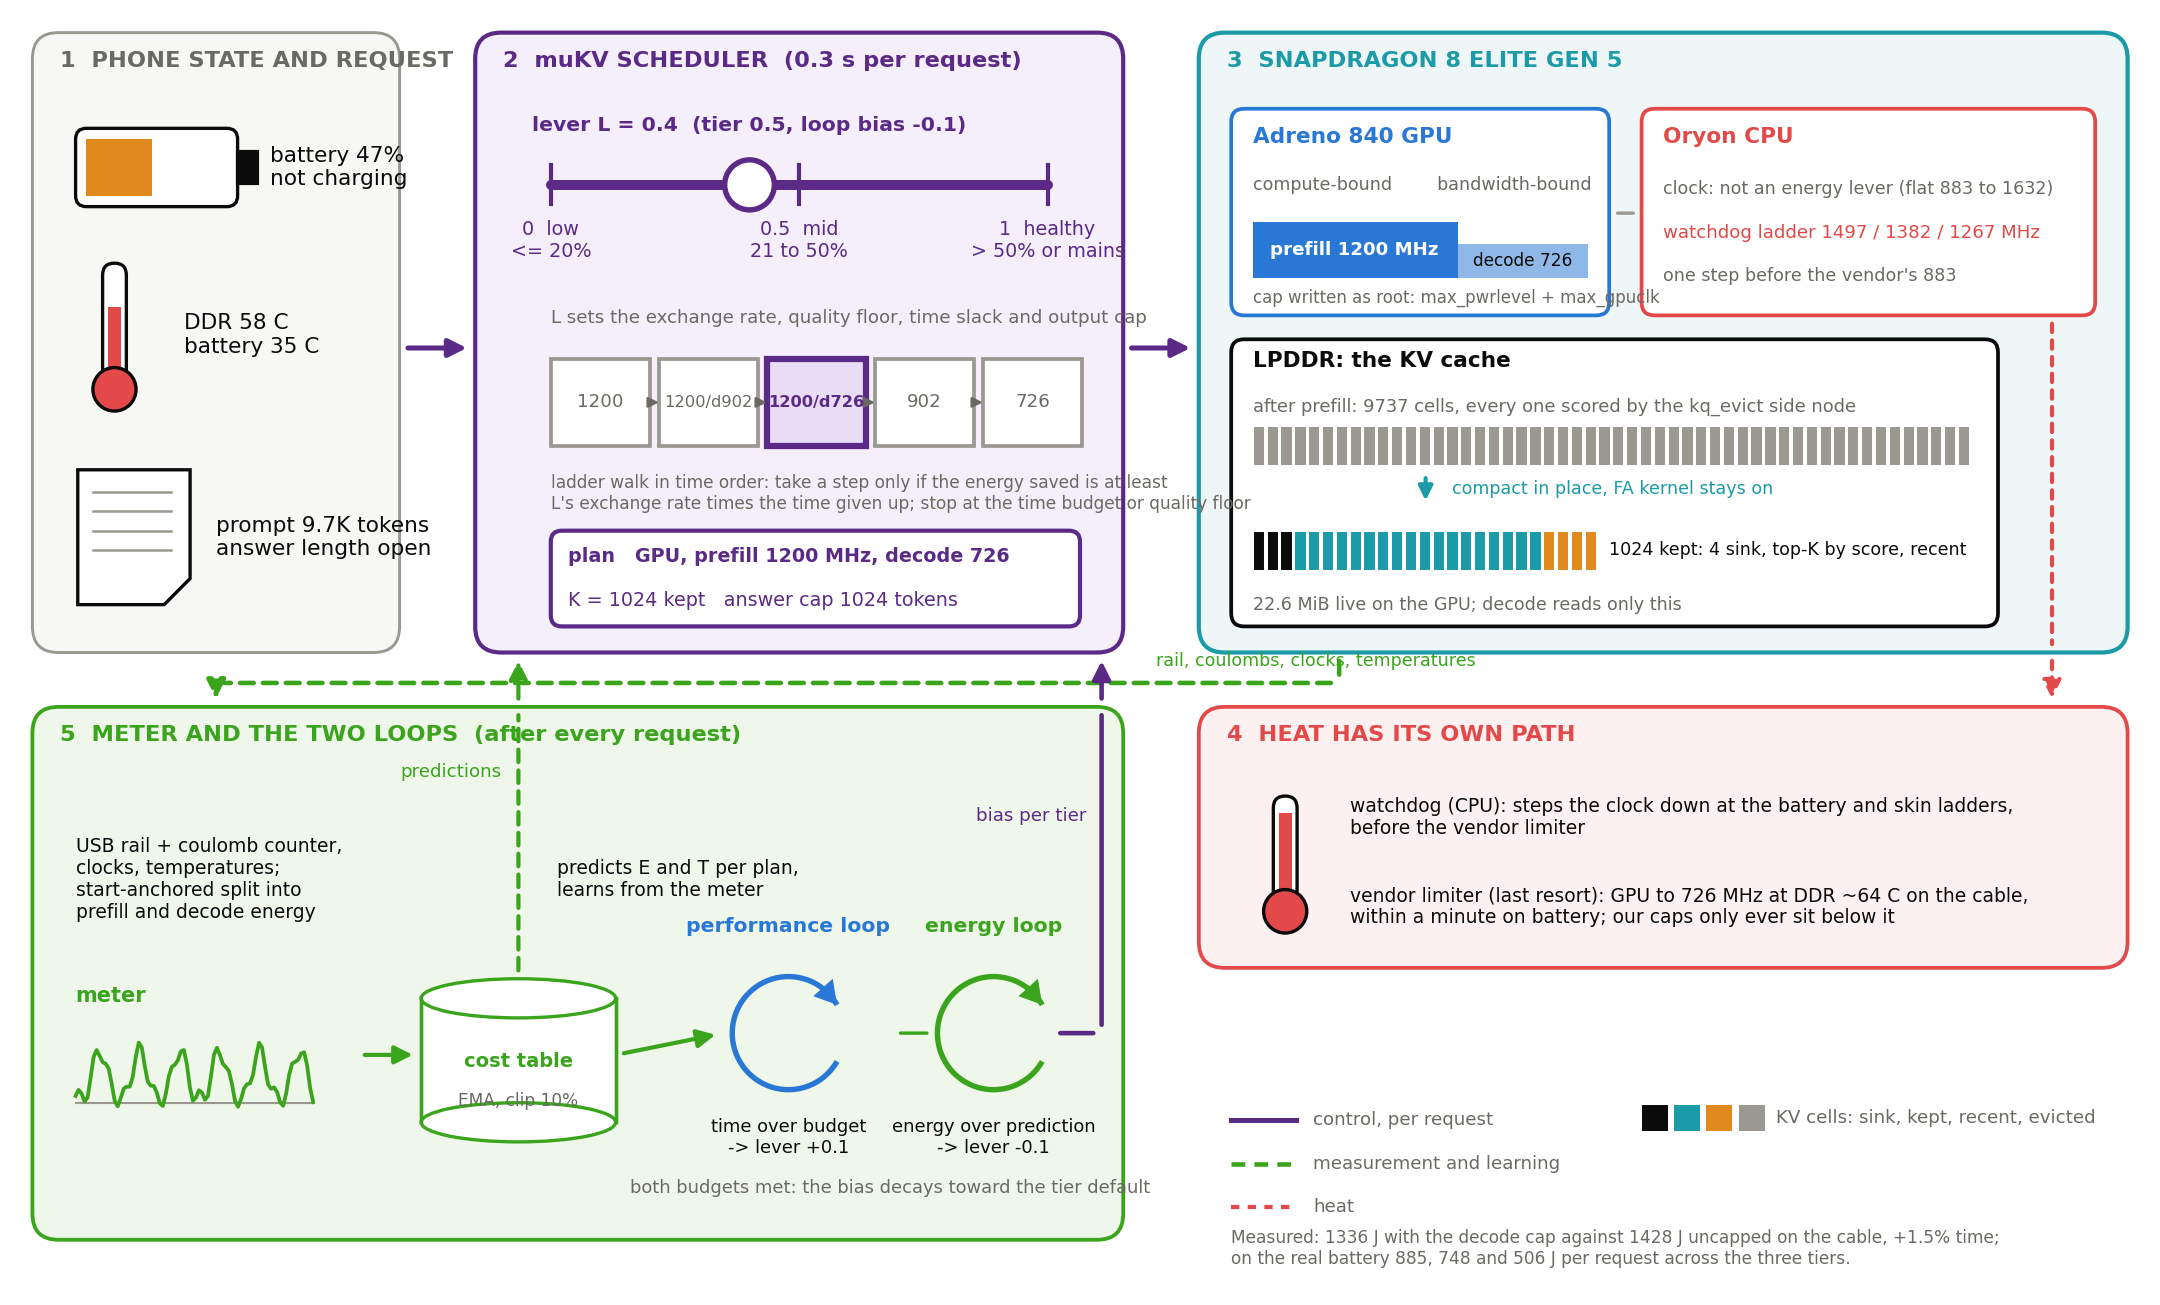 1  PHONE STATE AND REQUEST
battery 47%
not charging
DDR 58 C
battery 35 C
prompt 9.7K tokens
answer length open
2  muKV SCHEDULER  (0.3 s per request)
lever L = 0.4  (tier 0.5, loop bias -0.1)
0  low
<= 20%
0.5  mid
21 to 50%
1  healthy
> 50% or mains
L sets the exchange rate, quality floor, time slack and output cap
1200
1200/d902
1200/d726
902
726
ladder walk in time order: take a step only if the energy saved is at least
L's exchange rate times the time given up; stop at the time budget or quality floor
plan   GPU, prefill 1200 MHz, decode 726
K = 1024 kept   answer cap 1024 tokens
3  SNAPDRAGON 8 ELITE GEN 5
Adreno 840 GPU
compute-bound
bandwidth-bound
prefill 1200 MHz
decode 726
cap written as root: max_pwrlevel + max_gpuclk
Oryon CPU
clock: not an energy lever (flat 883 to 1632)
watchdog ladder 1497 / 1382 / 1267 MHz
one step before the vendor's 883
LPDDR: the KV cache
after prefill: 9737 cells, every one scored by the kq_evict side node
compact in place, FA kernel stays on
1024 kept: 4 sink, top-K by score, recent
22.6 MiB live on the GPU; decode reads only this
rail, coulombs, clocks, temperatures
5  METER AND THE TWO LOOPS  (after every request)
predictions
bias per tier
USB rail + coulomb counter,
clocks, temperatures;
start-anchored split into
prefill and decode energy
predicts E and T per plan,
learns from the meter
performance loop
energy loop
meter
cost table
EMA, clip 10%
time over budget
-> lever +0.1
energy over prediction
-> lever -0.1
both budgets met: the bias decays toward the tier default
4  HEAT HAS ITS OWN PATH
watchdog (CPU): steps the clock down at the battery and skin ladders,
before the vendor limiter
vendor limiter (last resort): GPU to 726 MHz at DDR ~64 C on the cable,
within a minute on battery; our caps only ever sit below it
control, per request
KV cells: sink, kept, recent, evicted
measurement and learning
heat
Measured: 1336 J with the decode cap against 1428 J uncapped on the cable, +1.5% time;
on the real battery 885, 748 and 506 J per request across the three tiers.